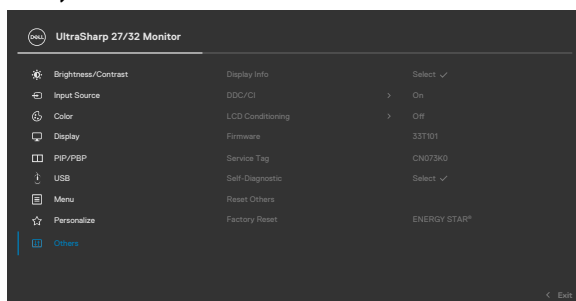 DELL UltraSharp 27/32 Monitor
Brightness/Contrast Display Info Select ✓
Input Source DDC/CI > On
Color LCD Conditioning > Off
Display Firmware 33T101
PIP/PBP Service Tag CN073K0
USB Self-Diagnostic Select ✓
Menu Reset Others
Personalize Factory Reset ENERGY STAR®
Others
< Exit